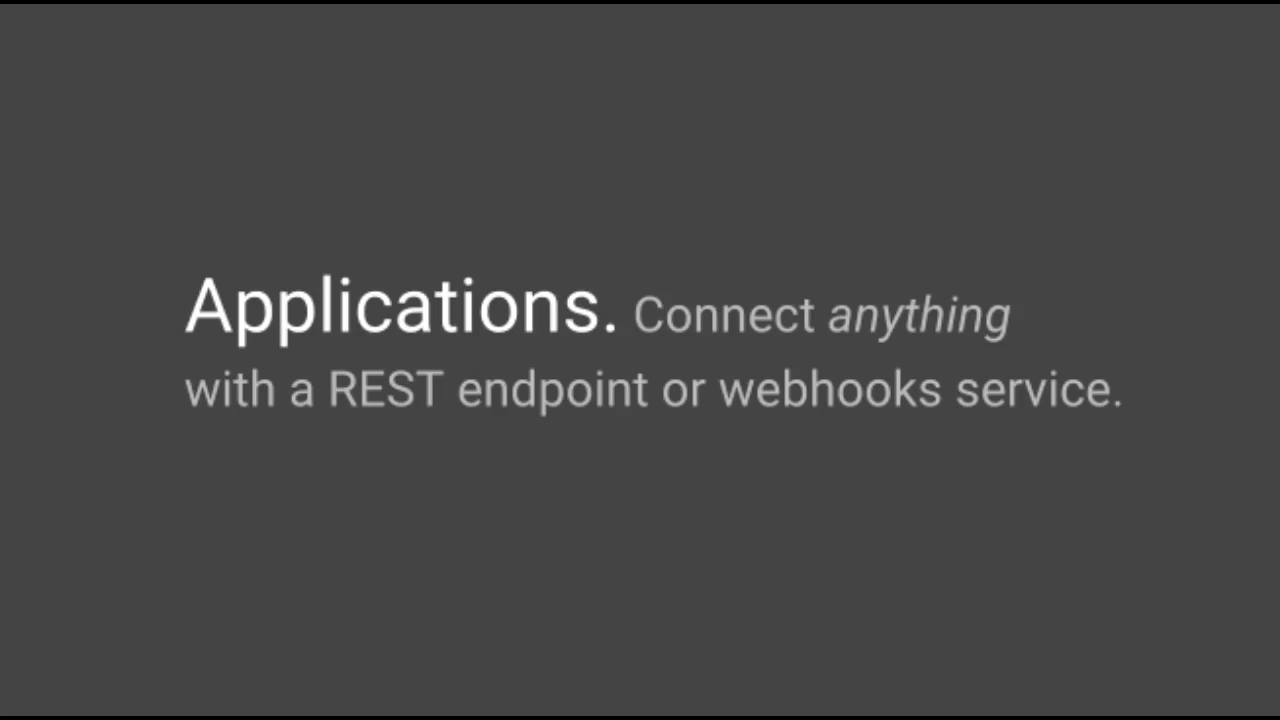 Applications. Connect anything
with a REST endpoint or webhooks service.